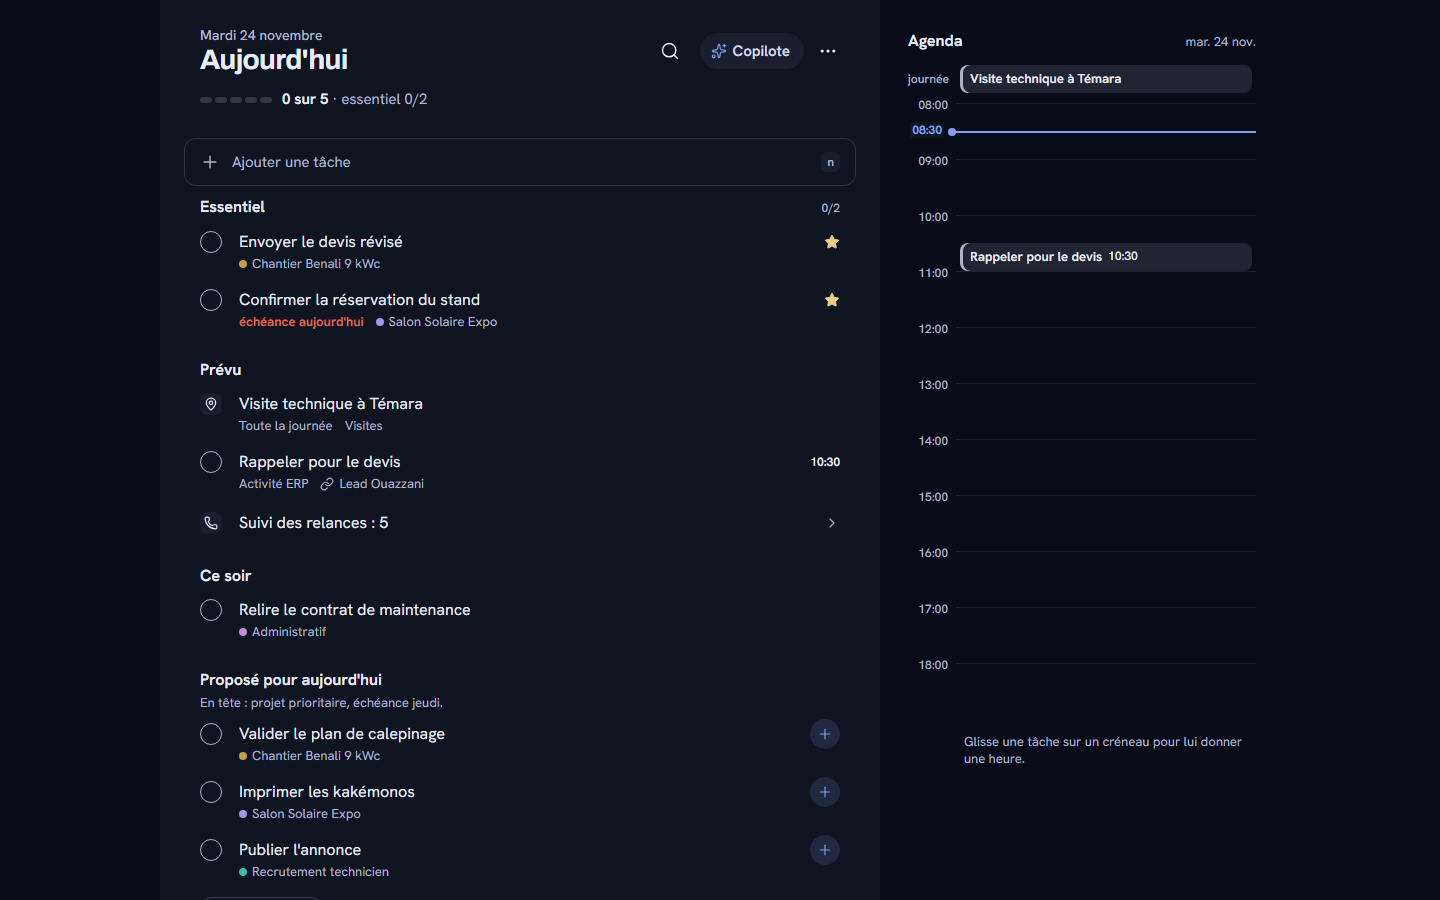 Mardi 24 novembre
Aujourd'hui
Copilote
0 sur 5 · essentiel 0/2
Ajouter une tâche
n
Essentiel
0/2
Envoyer le devis révisé
Chantier Benali 9 kWc
Confirmer la réservation du stand
échéance aujourd'hui Salon Solaire Expo
Prévu
Visite technique à Témara
Toute la journée Visites
Rappeler pour le devis
10:30
Activité ERP Lead Ouazzani
Suivi des relances : 5
Ce soir
Relire le contrat de maintenance
Administratif
Proposé pour aujourd'hui
En tête : projet prioritaire, échéance jeudi.
Valider le plan de calepinage
Chantier Benali 9 kWc
Imprimer les kakémonos
Salon Solaire Expo
Publier l'annonce
Recrutement technicien
Agenda
mar. 24 nov.
journée
Visite technique à Témara
08:00
08:30
09:00
10:00
Rappeler pour le devis 10:30
11:00
12:00
13:00
14:00
15:00
16:00
17:00
18:00
Glisse une tâche sur un créneau pour lui donner
une heure.